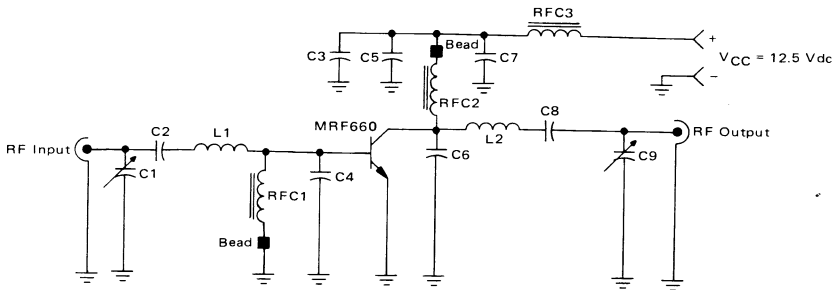 RFC3
Bead
+
C3
C5
C7
VCC = 12.5 Vdc
−
RFC2
C8
MRF660
C2
L1
RF Input
RF Output
L2
C1
C4
C6
C9
RFC1
Bead